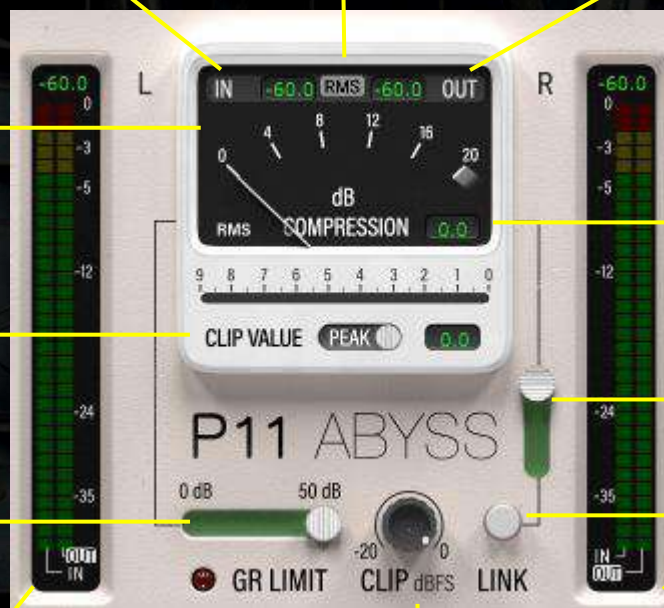 -60.0 L IN -60.0 RMS -60.0 OUT R -60.0
0 0
4 8 12 16
-3 -3
0 20
-5 dB -5
RMS COMPRESSION 0.0
-12 9 8 7 6 5 4 3 2 1 0 -12
CLIP VALUE PEAK 0.0
-24 P11 ABYSS -24
-35 0 dB 50 dB -35
OUT IN -20 0 IN OUT
GR LIMIT CLIP dBFS LINK